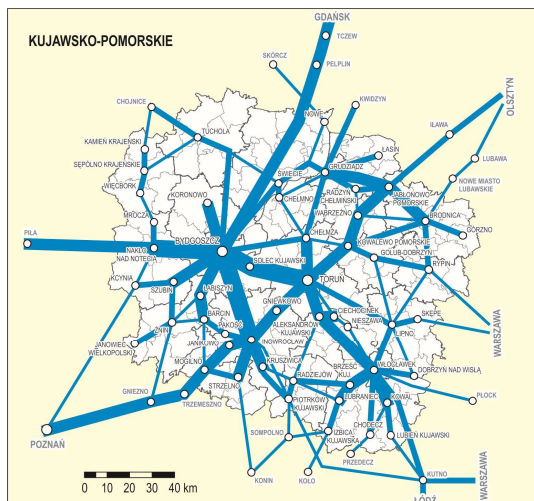 GDAŃSK
TCZEW
KUJAWSKO-POMORSKIE
SKÓRCZ
PELPLIN
CHOJNICE
KWIDZYN
NOWE
OLSZTYN
TUCHOLA
IŁAWA
KAMIEŃ KRAJEŃSKI
ŁASIN
GRUDZIĄDZ
LUBAWA
SĘPÓLNO KRAJEŃSKIE
ŚWIECIE
NOWE MIASTO
LUBAWSKIE
WIĘCBORK
RADZYŃ
CHEŁMIŃSKI
JABŁONOWO
POMORSKIE
KORONOWO
CHEŁMNO
MROCZA
WĄBRZEŹNO
BRODNICA
GÓRZNO
CHEŁMŻA
PIŁA
BYDGOSZCZ
KOWALEWO POMORSKIE
NAKŁO
NAD NOTECIĄ
SOLEC KUJAWSKI
GOLUB-DOBRZYŃ
RYPIN
KCYNIA
SZUBIN
TORUŃ
ŁABISZYN
GNIEWKOWO
CIECHOCINEK
SKĘPE
WARSZAWA
BARCIN
ALEKSANDRÓW
KUJAWSKI
NIESZAWA
LIPNO
ŻNIN
PAKOŚĆ
INOWROCŁAW
JANOWIEC
WIELKOPOLSKI
JANIKOWO
MOGILNO
KRUSZWICA
BRZEŚĆ
KUJ.
WŁOCŁAWEK
DOBRZYŃ NAD WISŁĄ
STRZELNO
RADZIEJÓW
GNIEZNO
TRZEMESZNO
PIOTRKÓW
KUJAWSKI
LUBRANIEC
KOWAL
PŁOCK
CHODECZ
POZNAŃ
SOMPOLNO
IZBICA
KUJAWSKA
LUBIEŃ KUJAWSKI
PRZEDECZ
KONIN
KOŁO
KUTNO
WARSZAWA
ŁÓDŹ
0 10 20 30 40 km